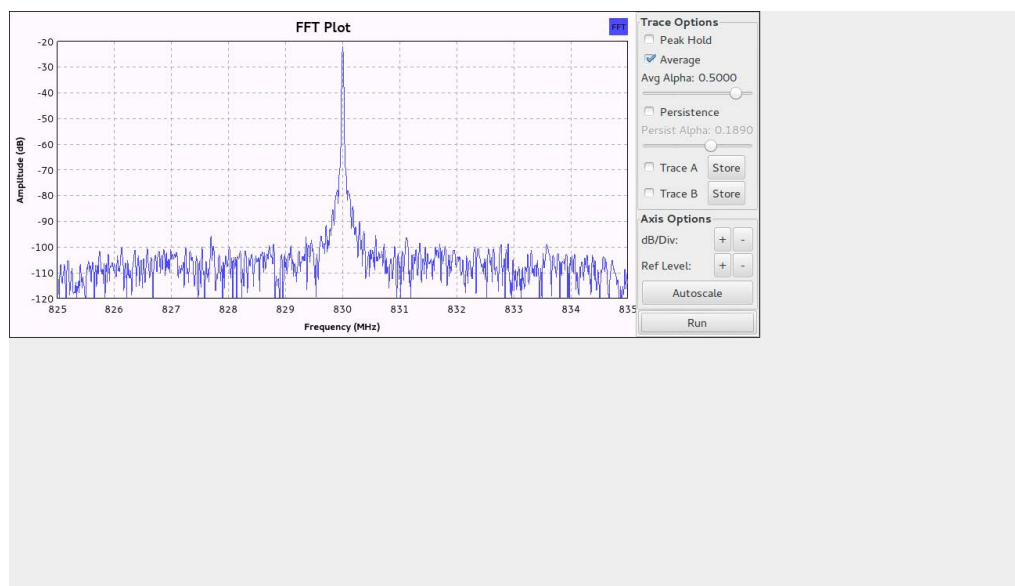 FFT Plot
FFT
-20
-30
-40
-50
-60
-70
-80
-90
-100
-110
-120
Amplitude (dB)
825 826 827 828 829 830 831 832 833 834 835
Frequency (MHz)
Trace Options
Peak Hold
Average
Avg Alpha: 0.5000
Persistence
Persist Alpha: 0.1890
Trace A Store
Trace B Store
Axis Options
dB/Div: + -
Ref Level: + -
Autoscale
Run